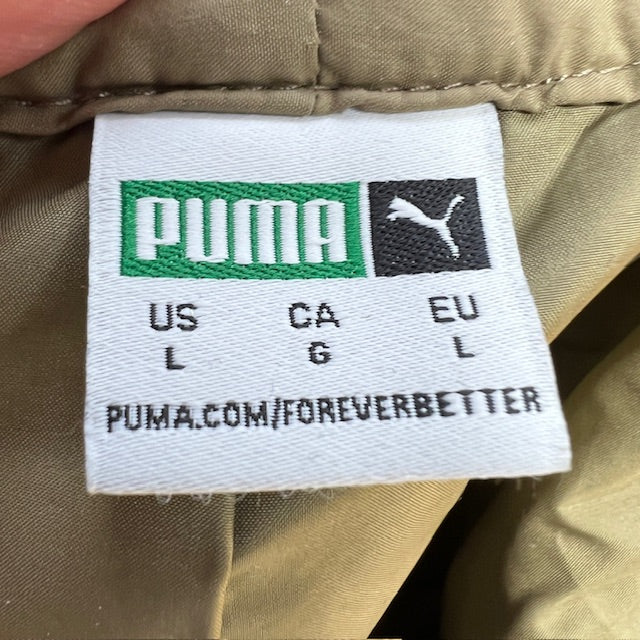 PUMA
US CA EU
L G L
PUMA.COM/FOREVERBETTER